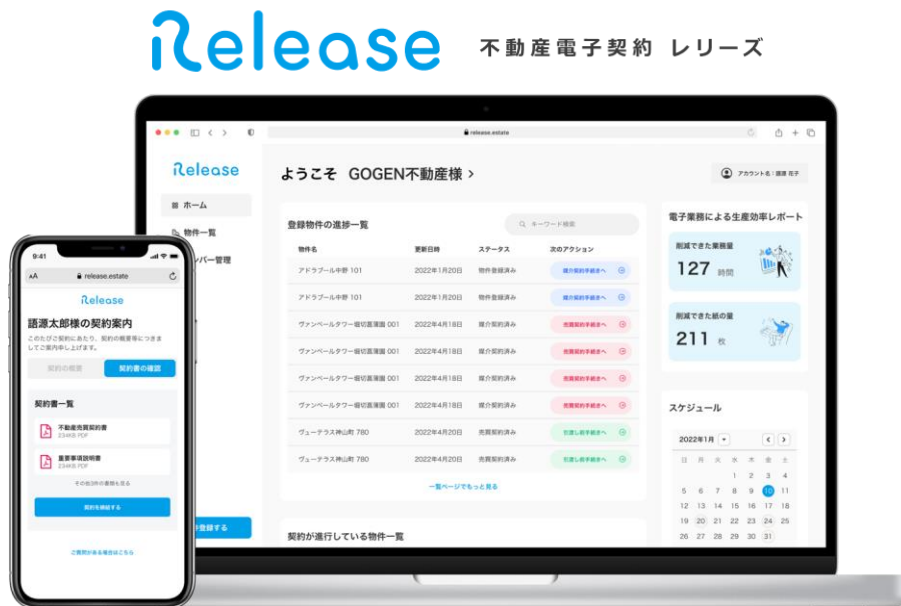 Release 不動産電子契約 レリーズ
release.estate
Release
ようこそ GOGEN不動産様 >
アカウント名：語源 花子
ホーム
物件一覧
ンバー管理
件登録する
登録物件の進捗一覧
キーワード検索
物件名 更新日時 ステータス 次のアクション
アドラブール中野 101 2022年1月20日 物件登録済み 媒介契約手続きへ
アドラブール中野 101 2022年1月20日 物件登録済み 媒介契約手続きへ
ヴァンベールタワー堀切菖蒲園 001 2022年4月18日 媒介契約済み 売買契約手続きへ
ヴァンベールタワー堀切菖蒲園 001 2022年4月18日 媒介契約済み 売買契約手続きへ
ヴァンベールタワー堀切菖蒲園 001 2022年4月18日 媒介契約済み 売買契約手続きへ
ヴァンベールタワー堀切菖蒲園 001 2022年4月18日 媒介契約済み 売買契約手続きへ
ヴューテラス神山町 780 2022年4月20日 売買契約済み 引渡し給手続きへ
ヴューテラス神山町 780 2022年4月20日 売買契約済み 引渡し給手続きへ
一覧ページでもっと見る
契約が進行している物件一覧
電子業務による生産効率レポート
削減できた業務量
127 時間
削減できた紙の量
211 枚
スケジュール
2022年1月
日 月 火 水 木 金 土
1 2 3 4
5 6 7 8 9 10 11
12 13 14 15 16 17 18
19 20 21 22 23 24 25
26 27 28 29 30 31
9:41
AA release.estate
Release
語源太郎様の契約案内
このたびご契約にあたり、契約の概要等につきま
してご案内申し上げます。
契約の概要 契約書の確認
契約書一覧
不動産売買契約書
234KB PDF
重要事項説明書
234KB PDF
その他3件の書類も見る
契約を締結する
ご質問がある場合はこちら